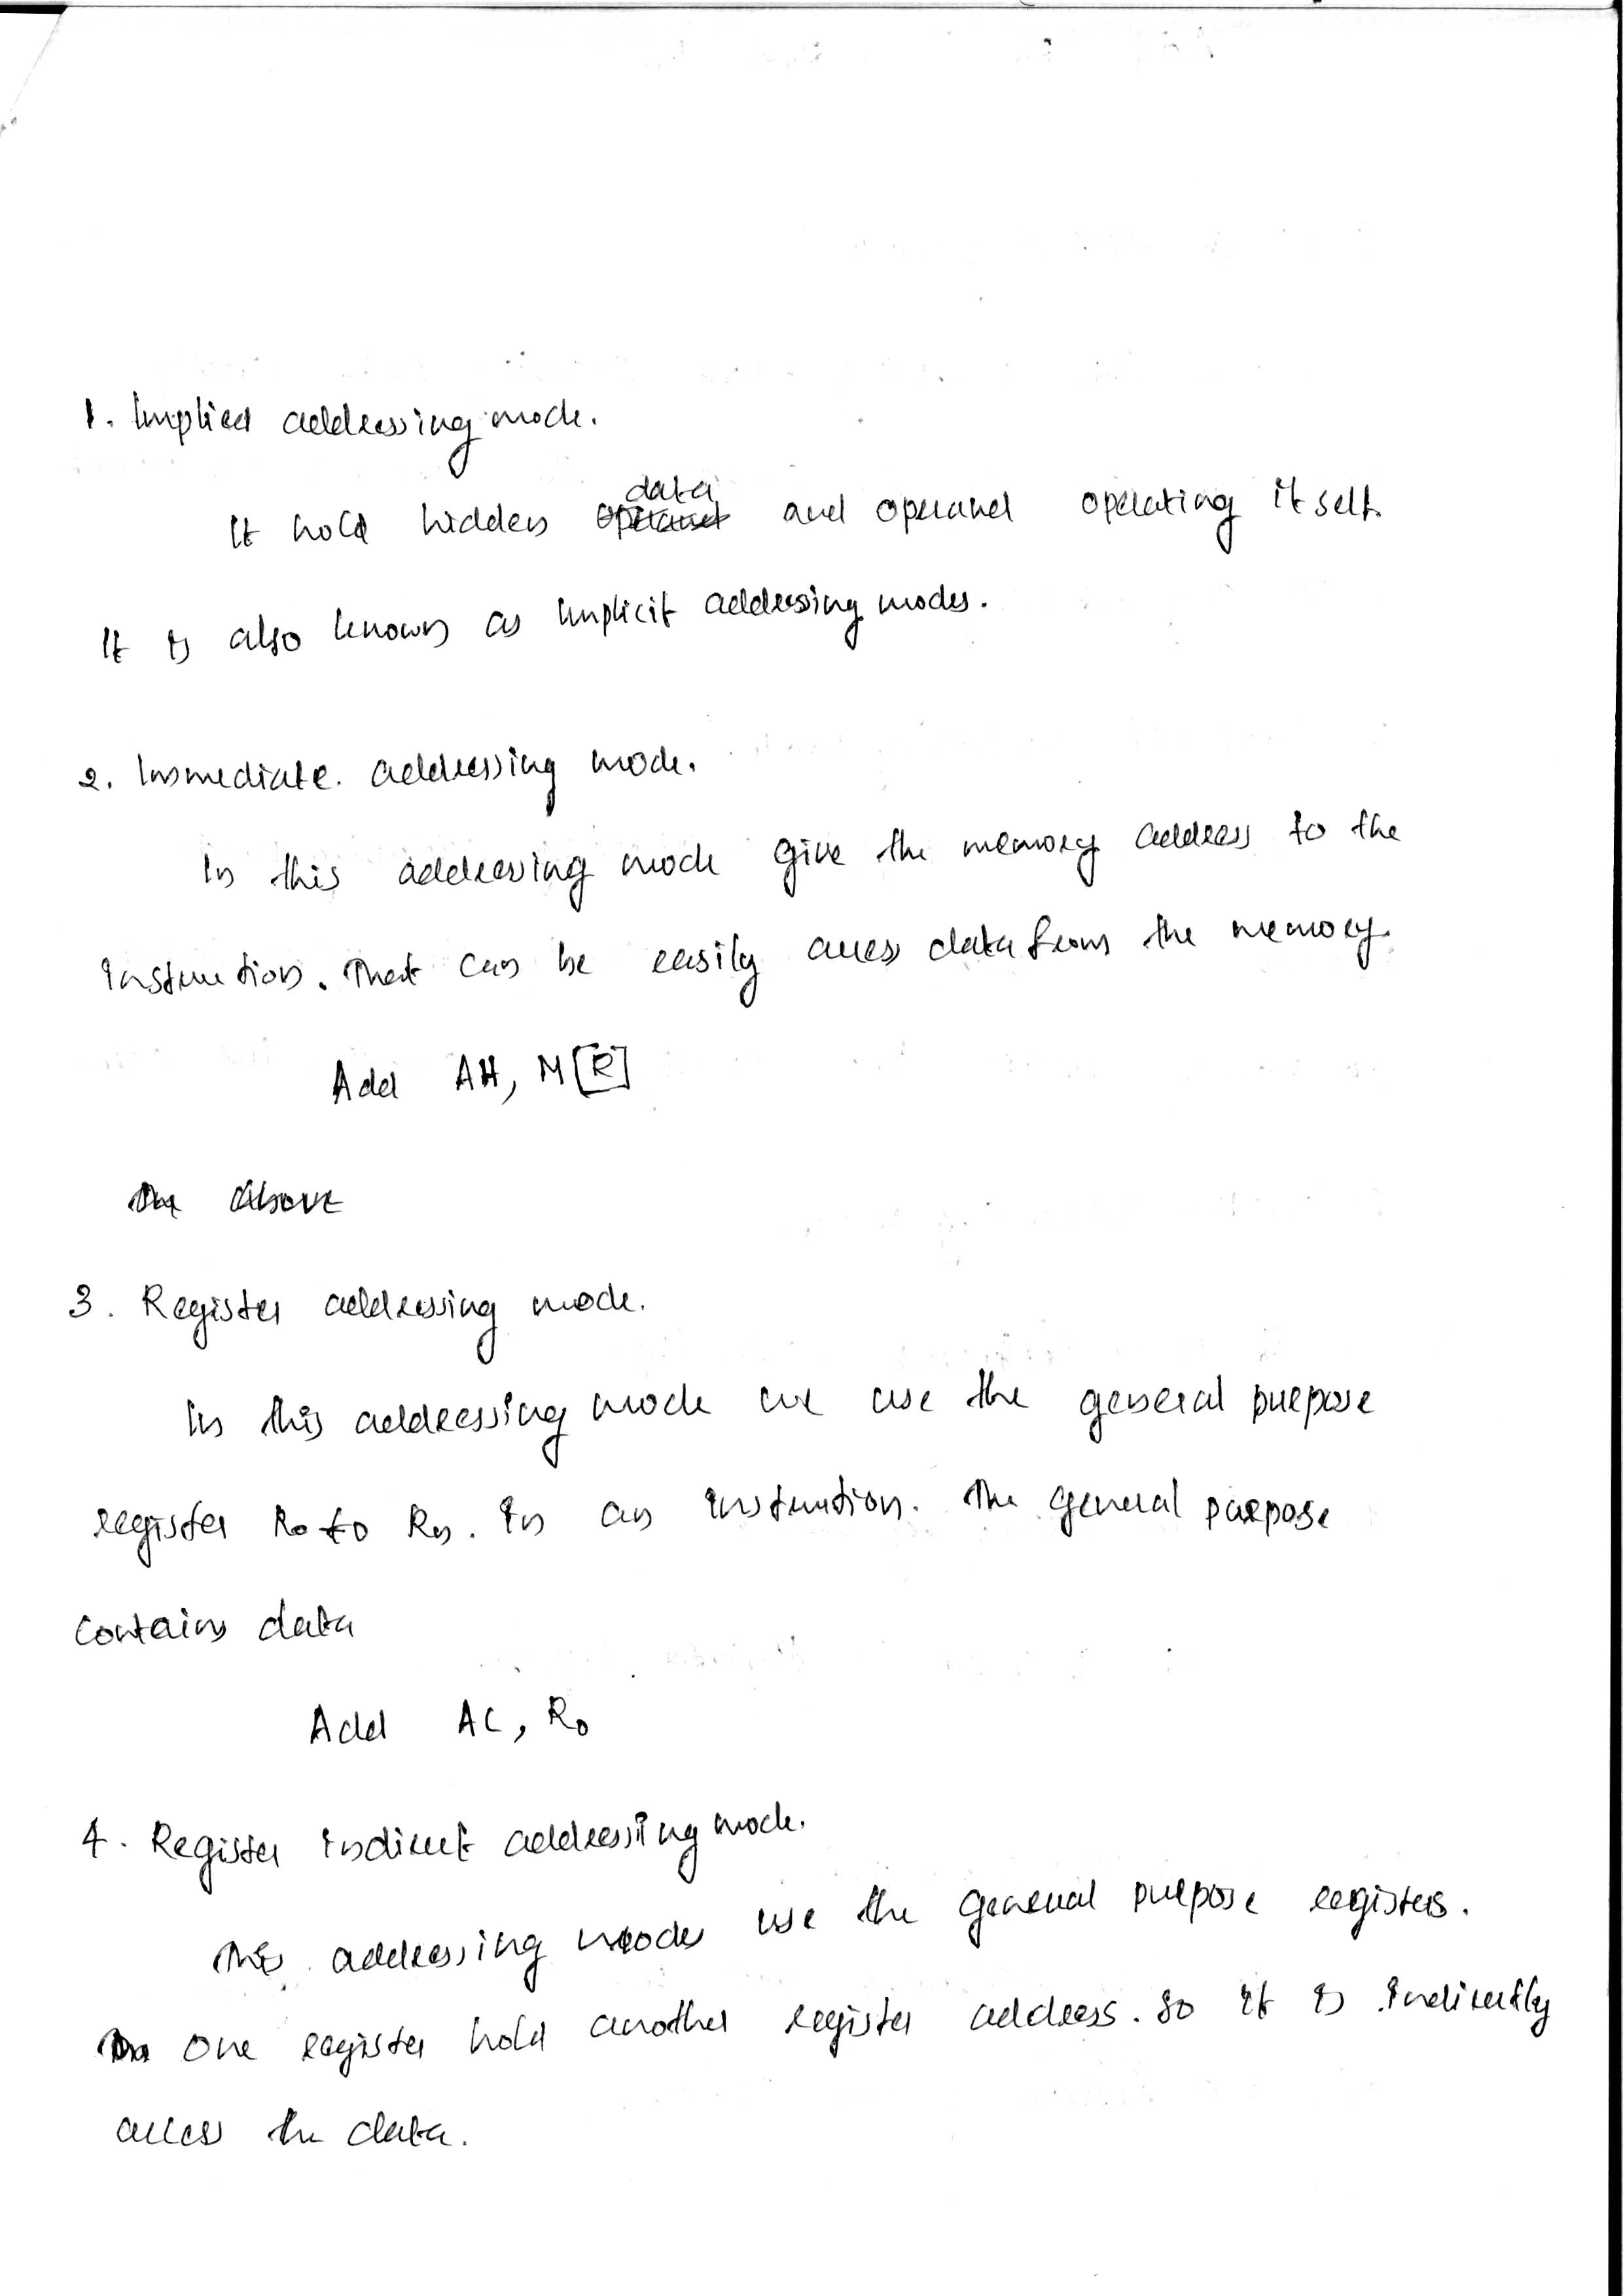 1. Implied addressing mode.
It hold hidden data and operand operating itself.
It is also known as Implicit addressing modes.
2. Immediate. addressing mode.
In this addressing mode give the memory address to the
instruction. That can be easily acces data from the memory.
Add AH, M[R]
The above
3. Register addressing mode.
In this addressing mode we use the general purpose
register R0 to Rn. In an instruction. The general purpose
contains data
Add AC, R0
4. Register indirect addressing mode.
This addressing modes use the general purpose registers.
One register hold another register address. So it is indirectly
acces the data.